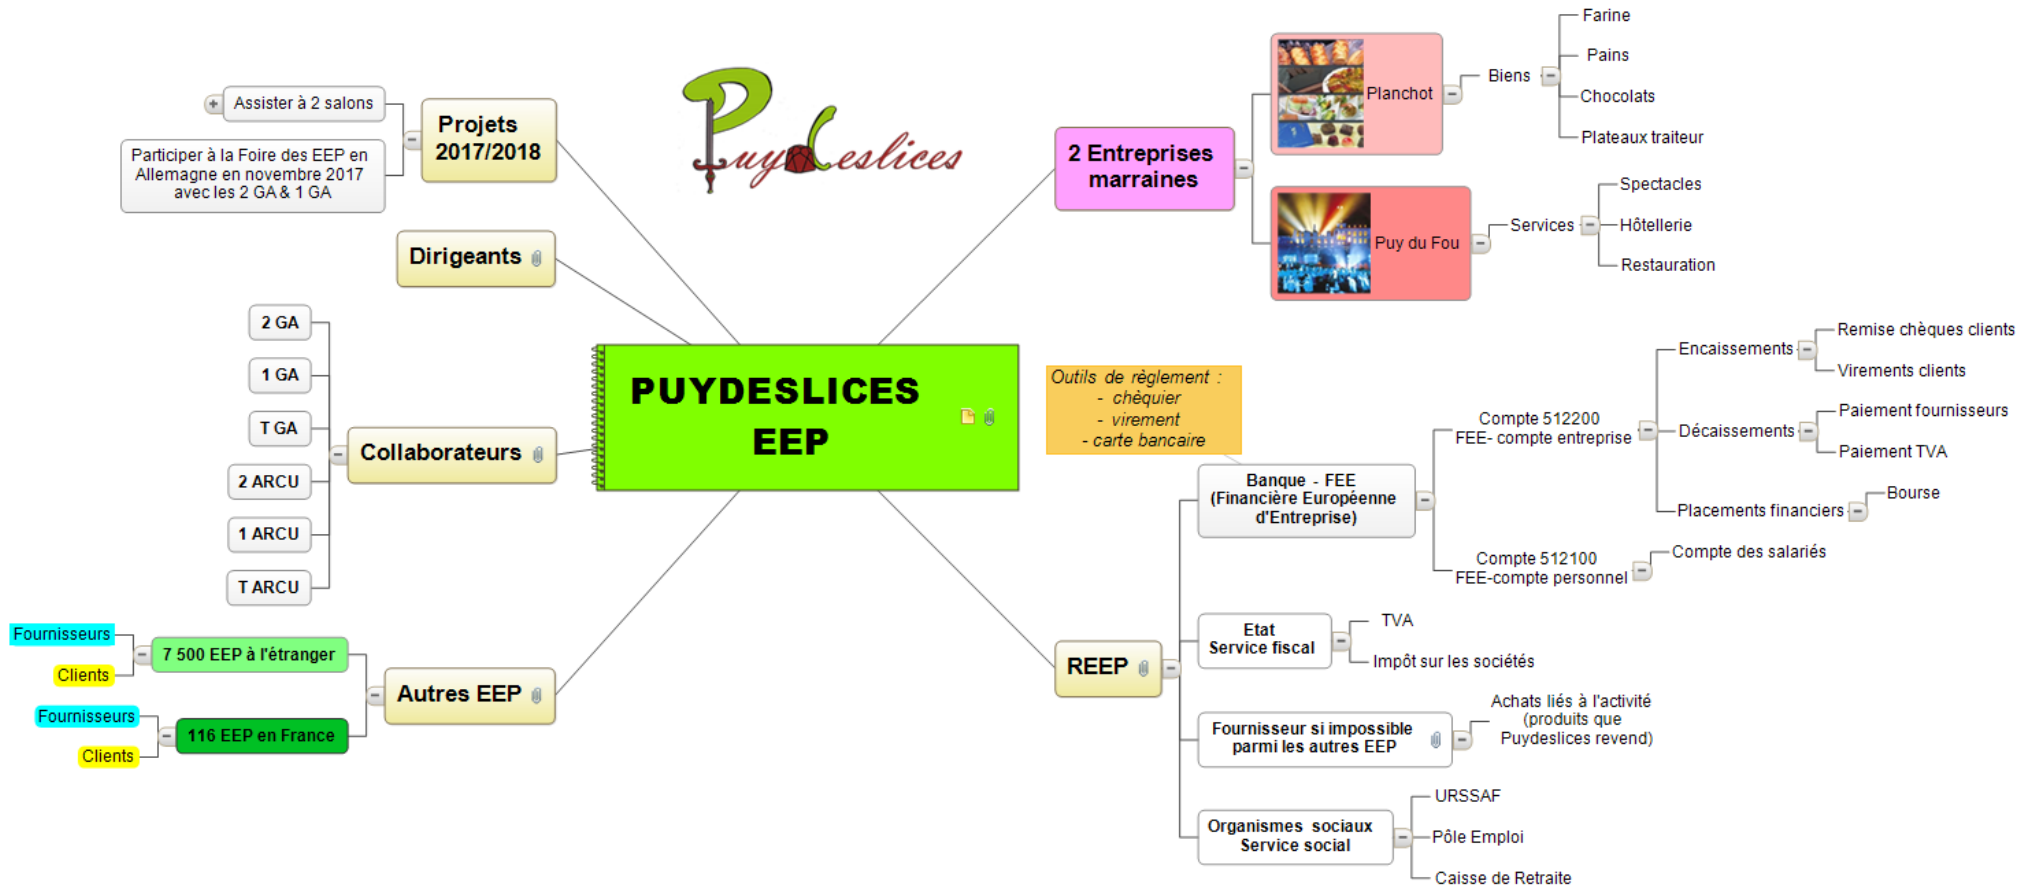 PuyDeslices
PUYDESLICES
EEP
Projets
2017/2018
Assister à 2 salons
Participer à la Foire des EEP en
Allemagne en novembre 2017
avec les 2 GA & 1 GA
Dirigeants
Collaborateurs
2 GA
1 GA
T GA
2 ARCU
1 ARCU
T ARCU
Autres EEP
7 500 EEP à l'étranger
Fournisseurs
Clients
116 EEP en France
Fournisseurs
Clients
2 Entreprises
marraines
Planchot
Biens
Farine
Pains
Chocolats
Plateaux traiteur
Puy du Fou
Services
Spectacles
Hôtellerie
Restauration
REEP
Outils de règlement :
- chèquier
- virement
- carte bancaire
Banque - FEE
(Financière Européenne
d'Entreprise)
Compte 512200
FEE- compte entreprise
Encaissements
Remise chèques clients
Virements clients
Décaissements
Paiement fournisseurs
Paiement TVA
Placements financiers
Bourse
Compte 512100
FEE-compte personnel
Compte des salariés
Etat
Service fiscal
TVA
Impôt sur les sociétés
Fournisseur si impossible
parmi les autres EEP
Achats liés à l'activité
(produits que
Puydeslices revend)
Organismes sociaux
Service social
URSSAF
Pôle Emploi
Caisse de Retraite